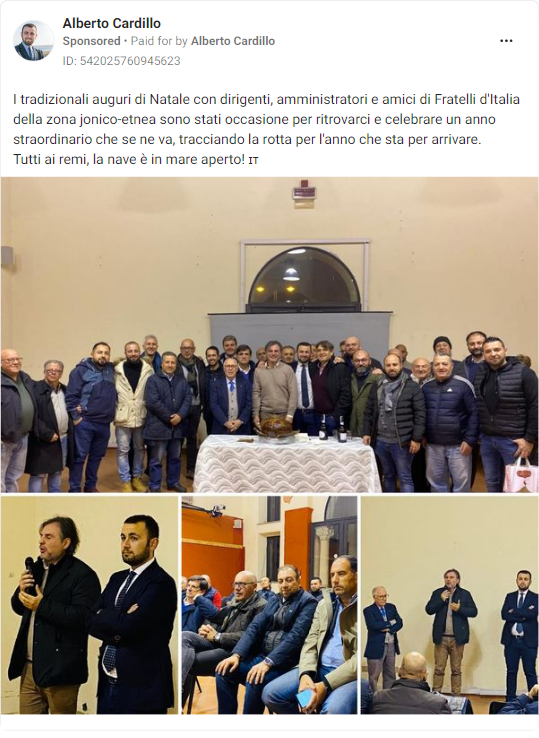 Alberto Cardillo
Sponsored • Paid for by Alberto Cardillo
ID: 542025760945623
I tradizionali auguri di Natale con dirigenti, amministratori e amici di Fratelli d'Italia
della zona jonico-etnea sono stati occasione per ritrovarci e celebrare un anno
straordinario che se ne va, tracciando la rotta per l'anno che sta per arrivare.
Tutti ai remi, la nave è in mare aperto! IT